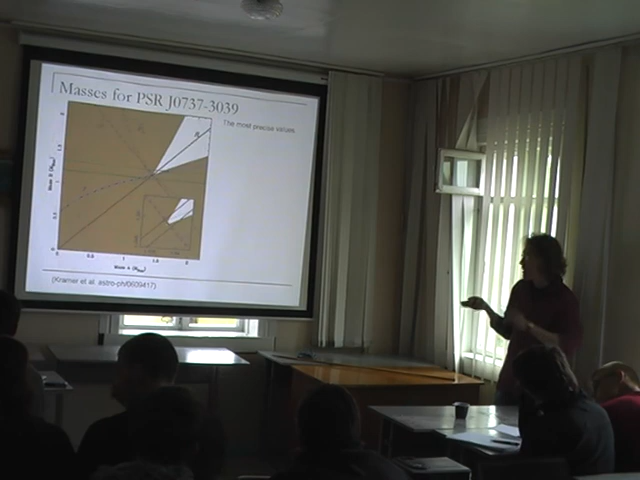 Masses for PSR J0737-3039
The most precise values.
(Kramer et al. astro-ph/0609417)